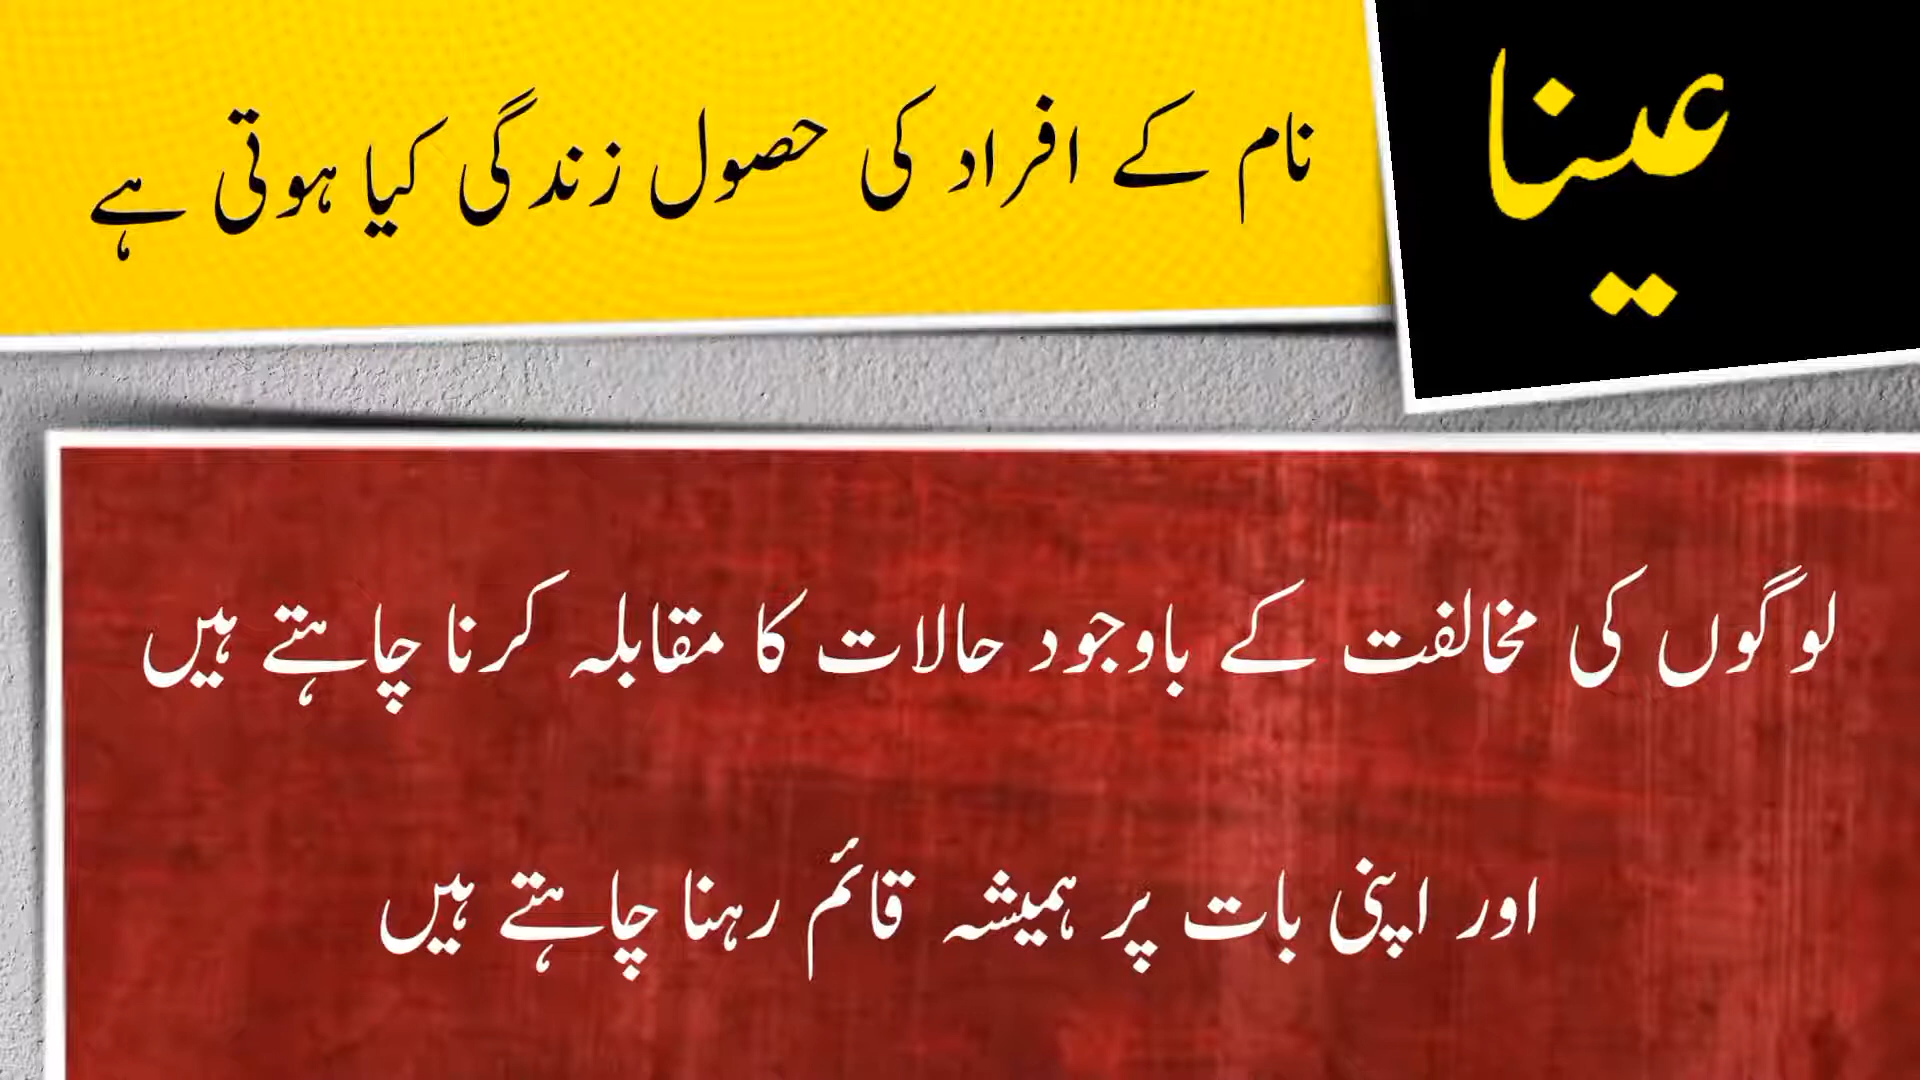 عینا
نام کے افراد کی حصول زندگی کیا ہوتی ہے
لوگوں کی مخالفت کے باوجود حالات کا مقابلہ کرنا چاہتے ہیں
اور اپنی بات پر ہمیشہ قائم رہنا چاہتے ہیں